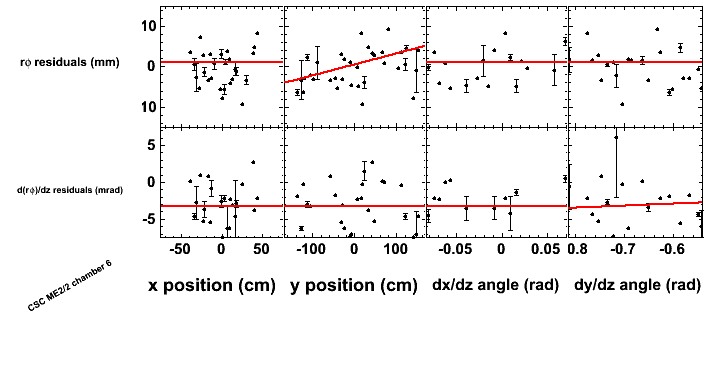 10
rϕ residuals (mm)
0
10
5
0
d(rϕ)/dz residuals (mrad)
-5
-50 0 50 -100 0 100 -0.05 0 0.05 0.8 -0.7 -0.6
x position (cm) y position (cm) dx/dz angle (rad) dy/dz angle (rad)
CSC ME2/2 chamber 6